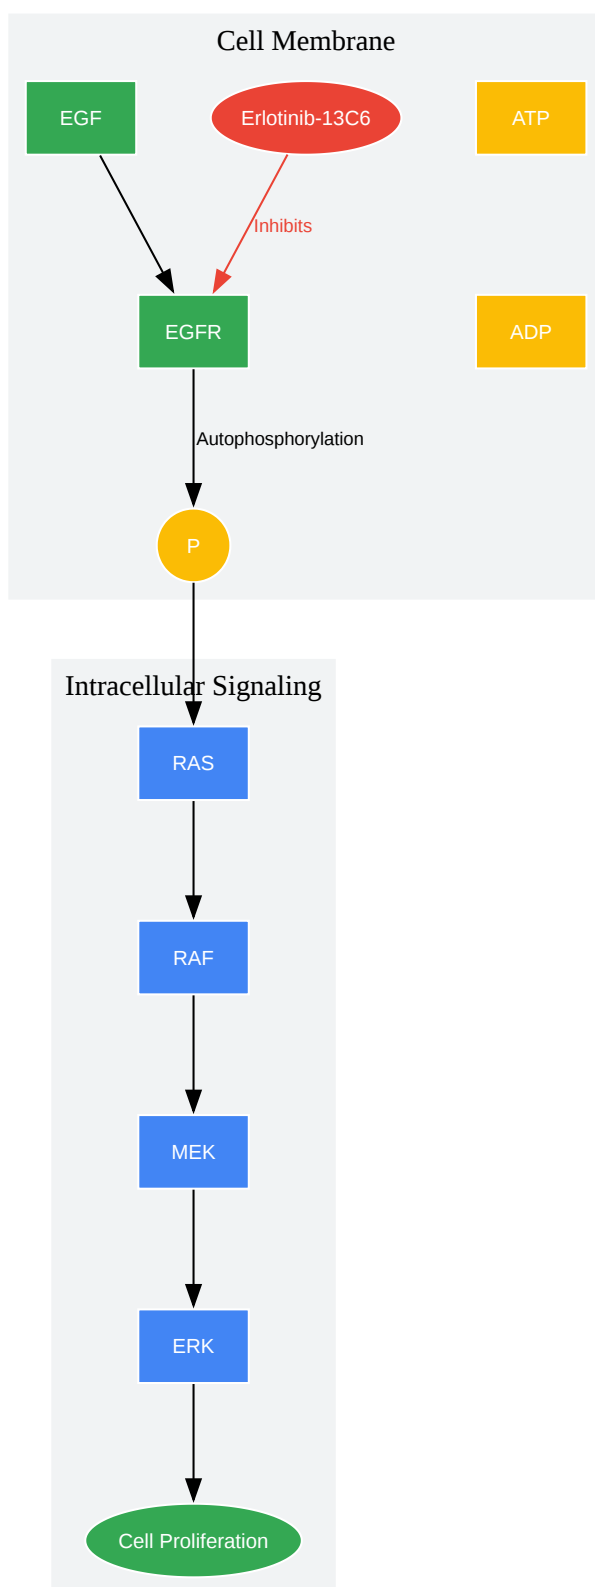 Cell Membrane
EGF
Erlotinib-13C6
ATP
Inhibits
EGFR
ADP
Autophosphorylation
P
Intracellular Signaling
RAS
RAF
MEK
ERK
Cell Proliferation